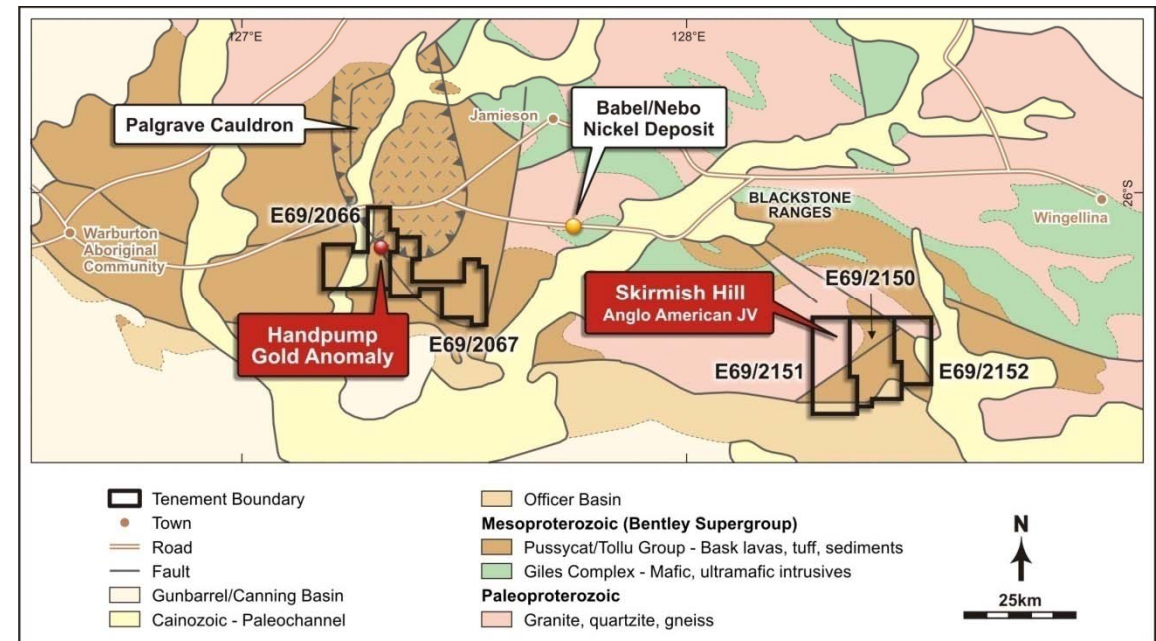 127°E
128°E
Palgrave Cauldron
Jamieson
Babel/Nebo
Nickel Deposit
26°S
BLACKSTONE
RANGES
Wingellina
E69/2066
Warburton
Aboriginal
Community
Handpump
Gold Anomaly
E69/2067
Skirmish Hill
Anglo American JV
E69/2150
E69/2151
E69/2152
Tenement Boundary
Town
Road
Fault
Gunbarrel/Canning Basin
Cainozoic - Paleochannel
Officer Basin
Mesoproterozoic (Bentley Supergroup)
Pussycat/Tollu Group - Bask lavas, tuff, sediments
Giles Complex - Mafic, ultramafic intrusives
Paleoproterozoic
Granite, quartzite, gneiss
N
25km